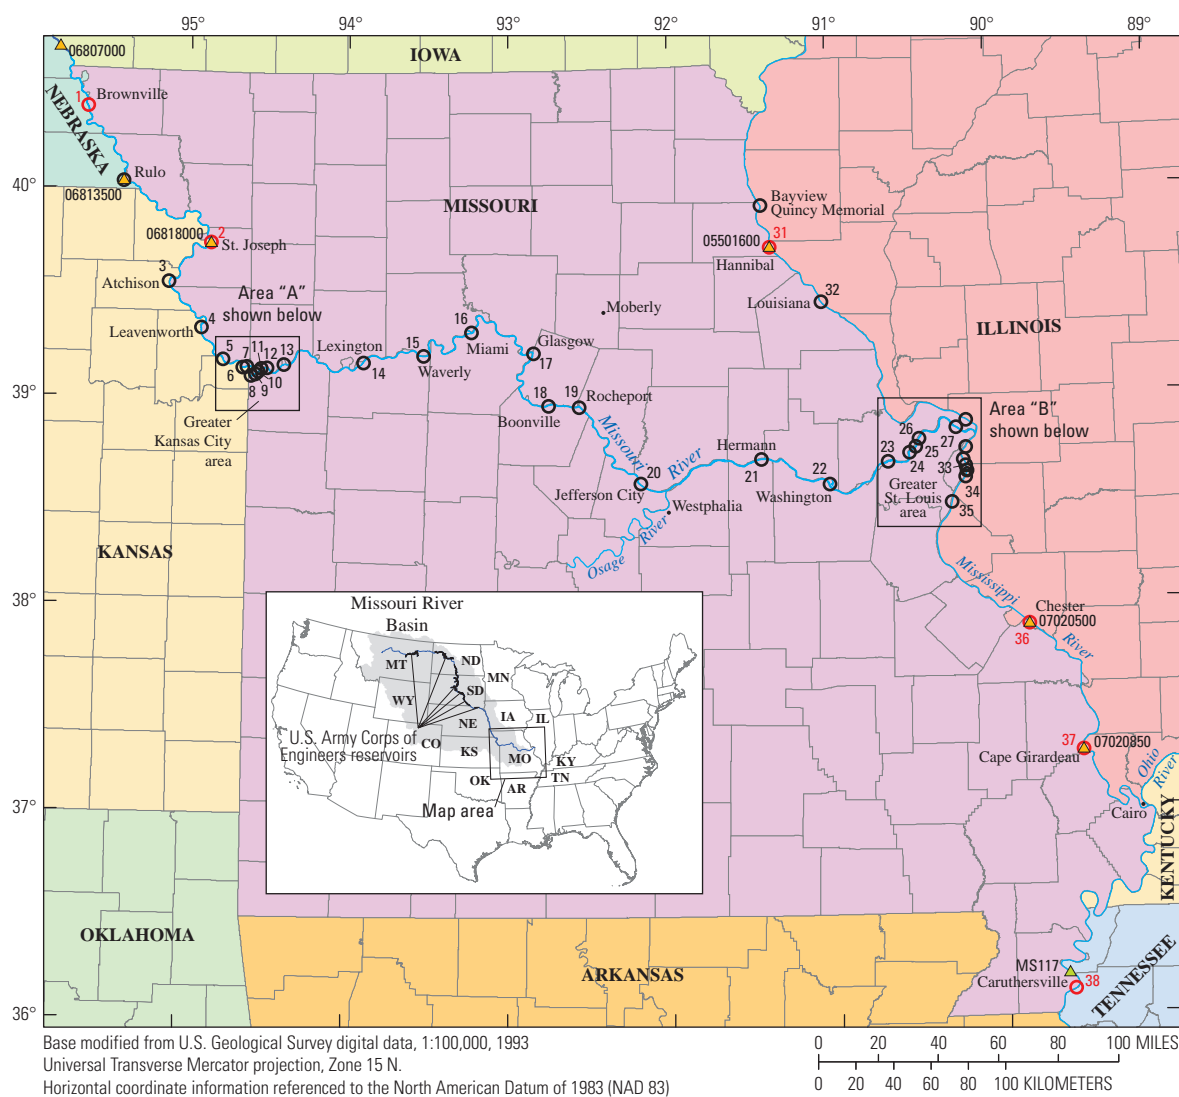 95° 94° 93° 92° 91° 90° 89°
06807000
IOWA
1
Brownville
NEBRASKA
40°
Rulo
06813500
MISSOURI
Bayview
Quincy Memorial
06818000
2
St. Joseph
31
05501600
Hannibal
3
Atchison
Area “A”
shown below
4
Leavenworth
Moberly
32
Louisiana
ILLINOIS
16
Miami
15
Waverly
Lexington
14
Glasgow
17
5
6
7
8
9
10
11
12
13
39°
Greater
Kansas City
area
18
Boonville
19
Rocheport
Area “B”
shown below
Missouri
River
Hermann
21
20
Jefferson City
Westphalia
22
Washington
23
24
25
26
27
33
34
35
Greater
St. Louis
area
Osage
River
KANSAS
38°
Mississippi
River
Chester
07020500
36
Missouri River
Basin
MT
ND
MN
SD
WY
IA
IL
NE
CO
KS
MO
KY
TN
OK
AR
U.S. Army Corps of
Engineers reservoirs
Map area
37
07020850
Cape Girardeau
Ohio
River
37°
Cairo
KENTUCKY
OKLAHOMA
ARKANSAS
MS117
Caruthersville
38
TENNESSEE
36°
Base modified from U.S. Geological Survey digital data, 1:100,000, 1993
Universal Transverse Mercator projection, Zone 15 N.
Horizontal coordinate information referenced to the North American Datum of 1983 (NAD 83)
0 20 40 60 80 100 MILES
0 20 40 60 80 100 KILOMETERS